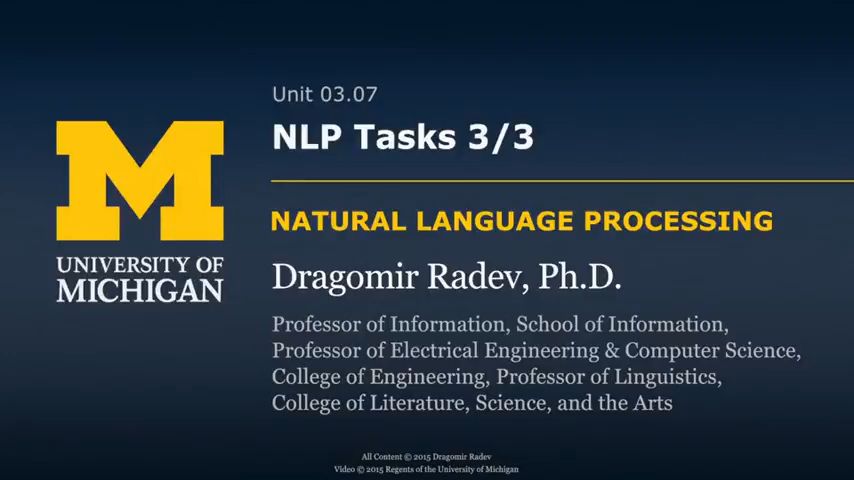 Unit 03.07
NLP Tasks 3/3
NATURAL LANGUAGE PROCESSING
UNIVERSITY OF
MICHIGAN
Dragomir Radev, Ph.D.
Professor of Information, School of Information,
Professor of Electrical Engineering & Computer Science,
College of Engineering, Professor of Linguistics,
College of Literature, Science, and the Arts
All Content © 2015 Dragomir Radev
Video © 2015 Regents of the University of Michigan